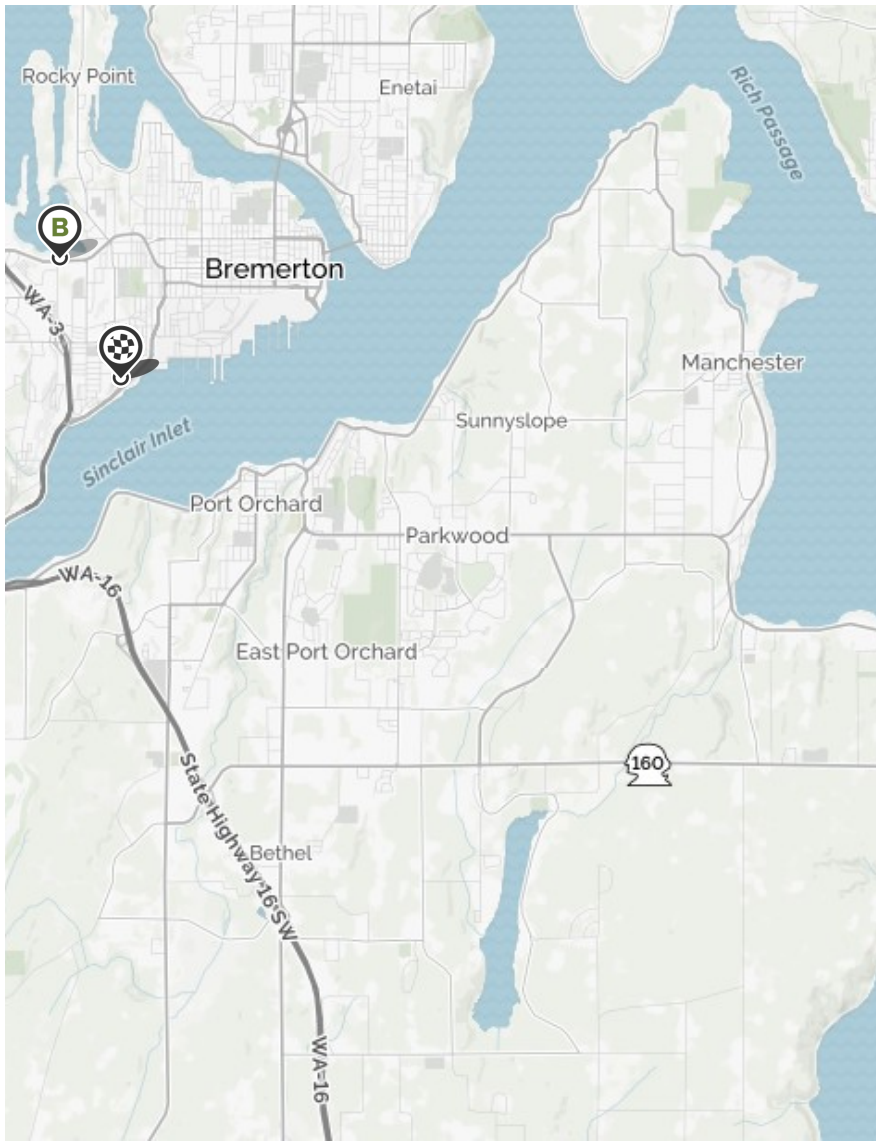 Rocky Point
Enetai
Rich Passage
B
Bremerton
WA-3
Manchester
Sunnyslope
Sinclair Inlet
Port Orchard
Parkwood
WA-16
East Port Orchard
160
State Highway 16 SW
Bethel
WA-16